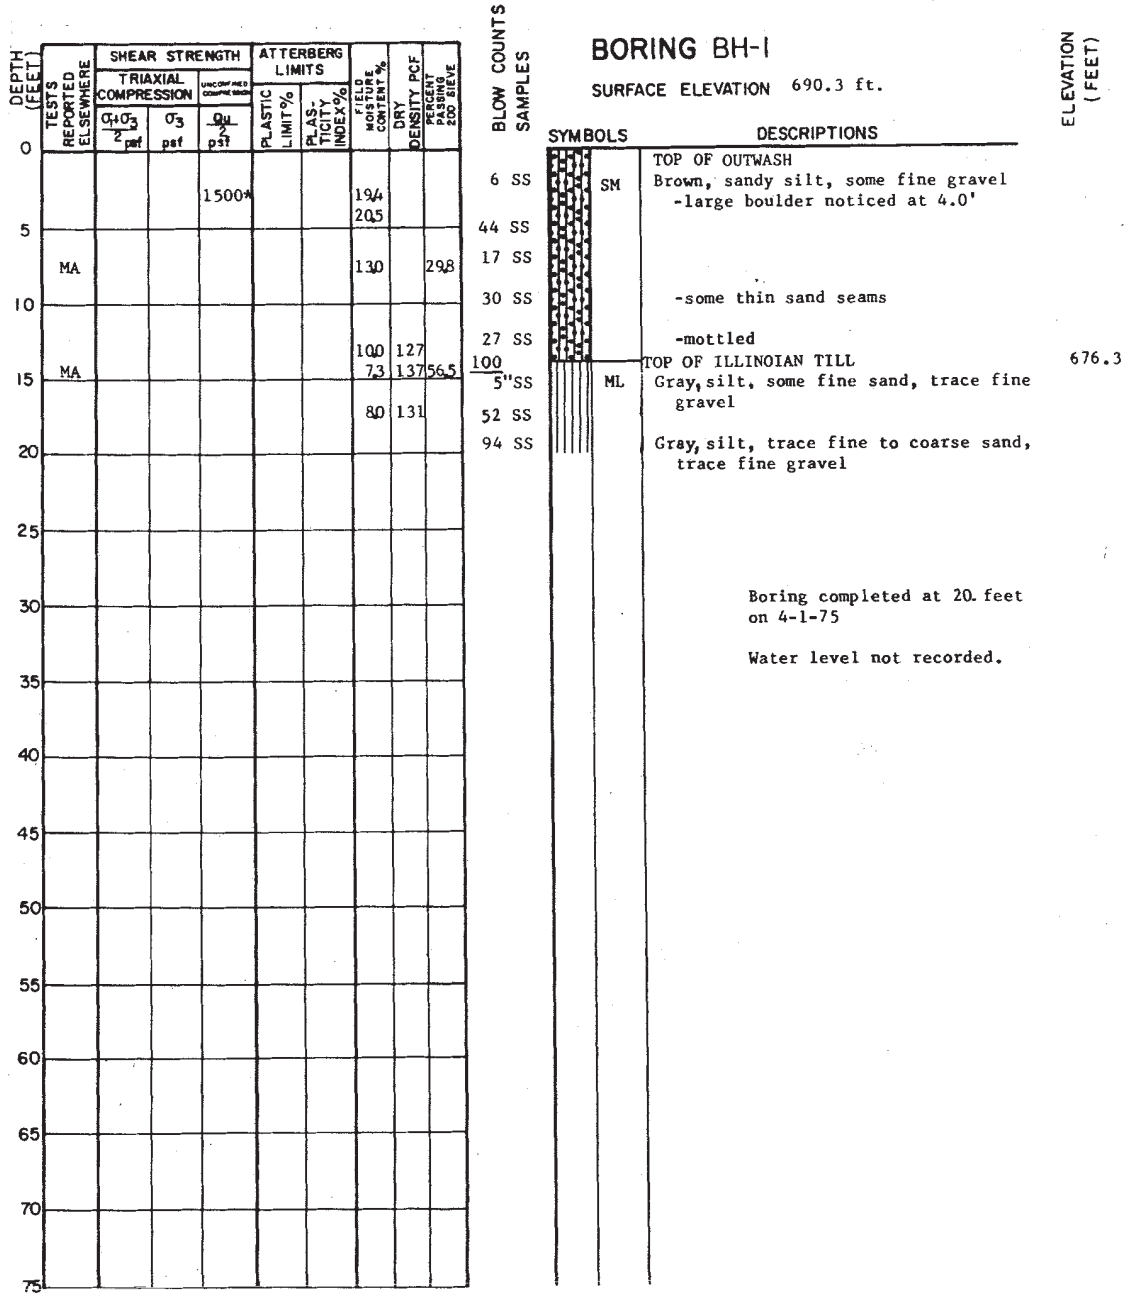 BORING BH-1
SURFACE ELEVATION 690.3 ft.
DEPTH (FEET)
TESTS REPORTED ELSEWHERE
SHEAR STRENGTH
TRIAXIAL COMPRESSION
UNCONFINED COMPRESSION
σ1+σ3 / 2 psf
σ3 psf
Qu / 2 psf
ATTERBERG LIMITS
PLASTIC LIMIT%
PLAS-TICITY INDEX%
FIELD MOISTURE CONTENT %
DRY DENSITY PCF
PERCENT PASSING 200 SIEVE
BLOW COUNTS
SAMPLES
SYMBOLS
DESCRIPTIONS
ELEVATION (FEET)
0
TOP OF OUTWASH
6 SS SM Brown, sandy silt, some fine gravel
1500* 19.4 -large boulder noticed at 4.0'
20.5
5 44 SS
17 SS
MA 13.0 29.8
10 30 SS -some thin sand seams
27 SS -mottled
10.0 127
100 TOP OF ILLINOIAN TILL 676.3
MA 7.3 137 56.5
15 5" SS ML Gray, silt, some fine sand, trace fine
gravel
8.0 131 52 SS
94 SS Gray, silt, trace fine to coarse sand,
20 trace fine gravel
25
30
Boring completed at 20. feet
on 4-1-75
Water level not recorded.
35
40
45
50
55
60
65
70
75